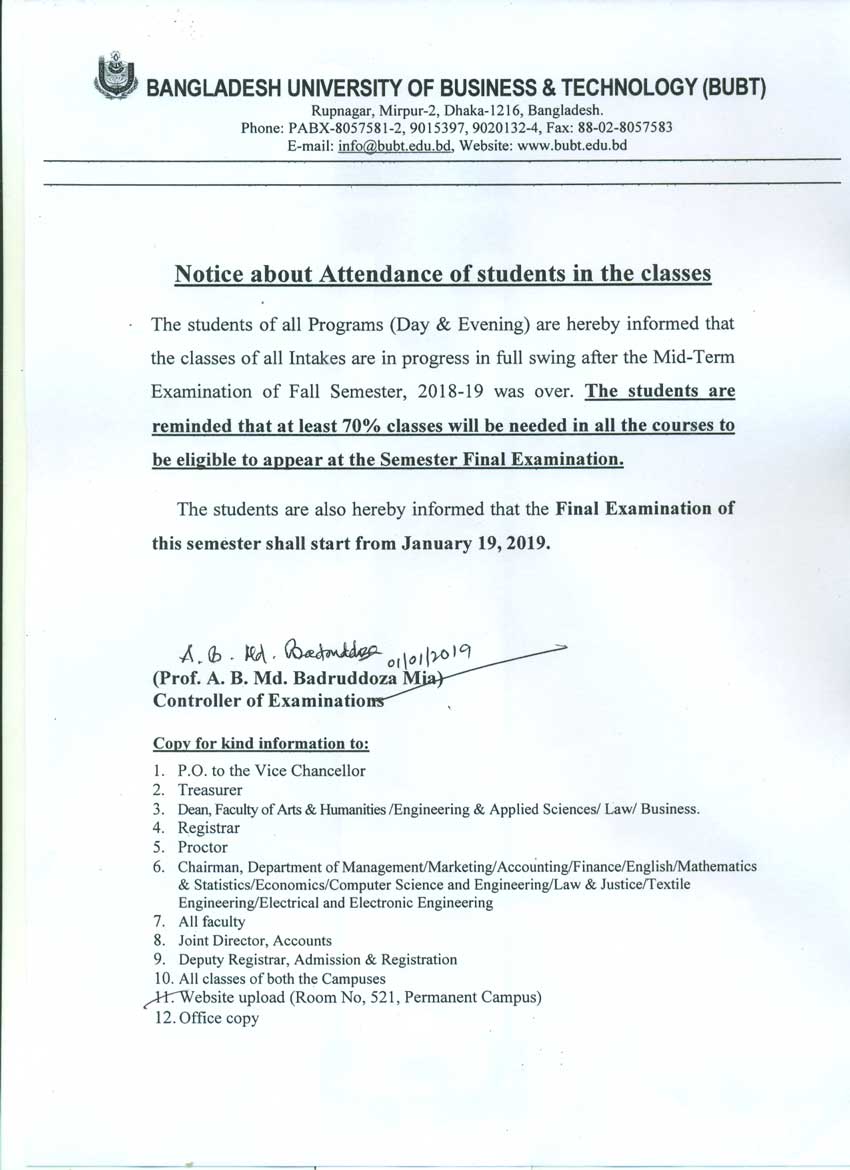 BANGLADESH UNIVERSITY OF BUSINESS & TECHNOLOGY (BUBT)
Rupnagar, Mirpur-2, Dhaka-1216, Bangladesh.
Phone: PABX-8057581-2, 9015397, 9020132-4, Fax: 88-02-8057583
E-mail: info@bubt.edu.bd, Website: www.bubt.edu.bd
Notice about Attendance of students in the classes
The students of all Programs (Day & Evening) are hereby informed that
the classes of all Intakes are in progress in full swing after the Mid-Term
Examination of Fall Semester, 2018-19 was over. The students are
reminded that at least 70% classes will be needed in all the courses to
be eligible to appear at the Semester Final Examination.
The students are also hereby informed that the Final Examination of
this semester shall start from January 19, 2019.
A. B. Md. Badruddoza 01/01/2019
(Prof. A. B. Md. Badruddoza Mia)
Controller of Examinations
Copy for kind information to:
1. P.O. to the Vice Chancellor
2. Treasurer
3. Dean, Faculty of Arts & Humanities /Engineering & Applied Sciences/ Law/ Business.
4. Registrar
5. Proctor
6. Chairman, Department of Management/Marketing/Accounting/Finance/English/Mathematics
& Statistics/Economics/Computer Science and Engineering/Law & Justice/Textile
Engineering/Electrical and Electronic Engineering
7. All faculty
8. Joint Director, Accounts
9. Deputy Registrar, Admission & Registration
10. All classes of both the Campuses
11. Website upload (Room No, 521, Permanent Campus)
12. Office copy